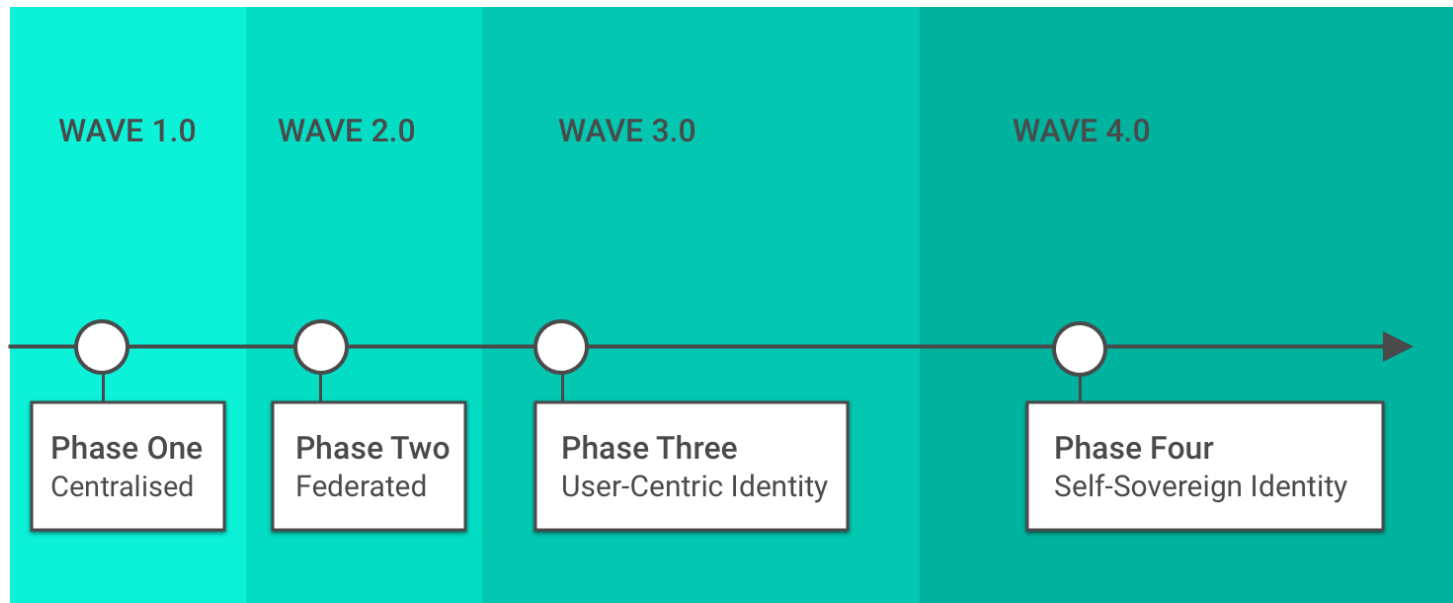 WAVE 1.0
WAVE 2.0
WAVE 3.0
WAVE 4.0
Phase One
Centralised
Phase Two
Federated
Phase Three
User-Centric Identity
Phase Four
Self-Sovereign Identity